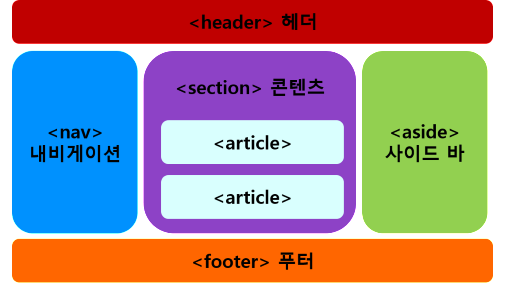 <header> 헤더
<nav>
내비게이션
<section> 콘텐츠
<article>
<article>
<aside>
사이드 바
<footer> 푸터